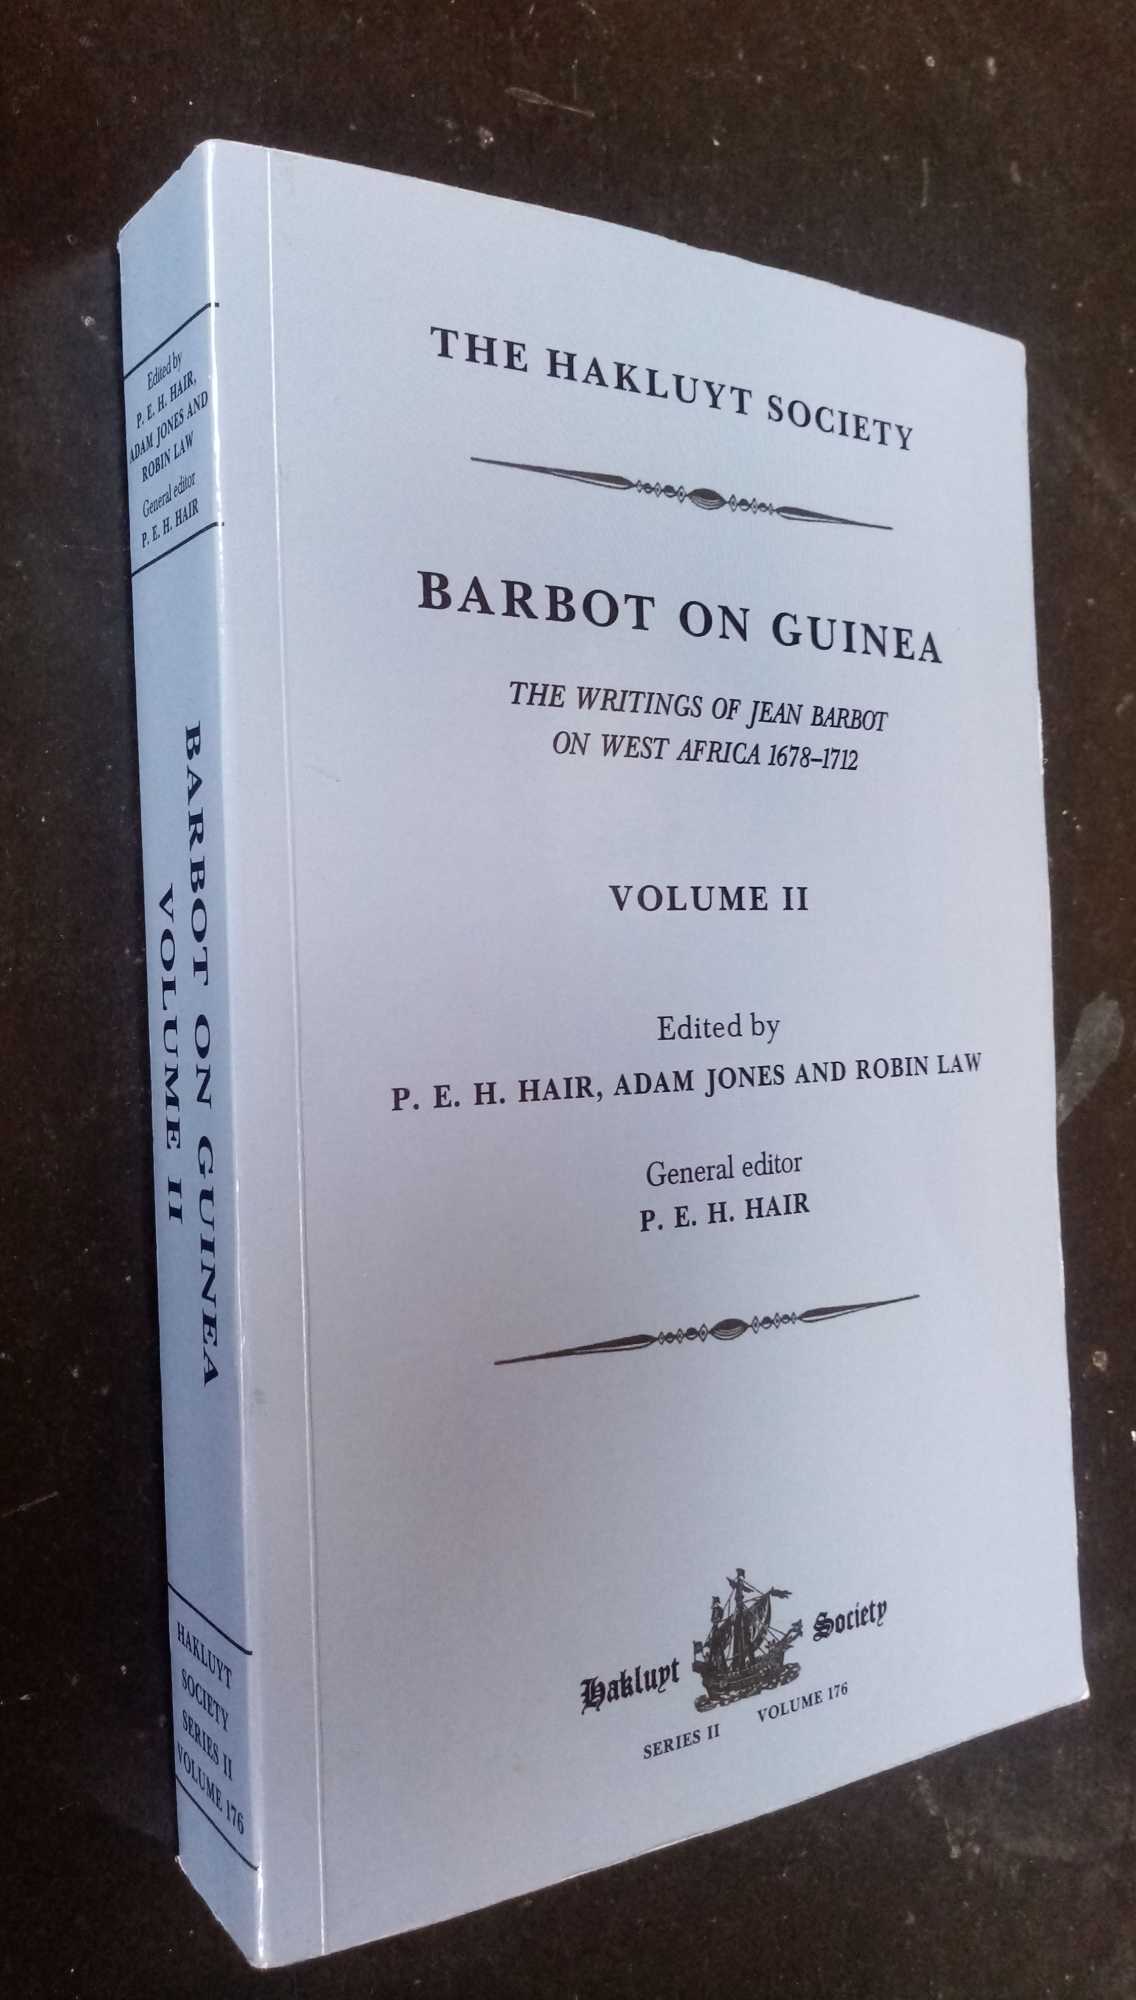 Edited by
P. E. H. HAIR,
ADAM JONES AND
ROBIN LAW
General editor
P. E. H. HAIR
BARBOT ON GUINEA
VOLUME II
HAKLUYT
SOCIETY
SERIES II
VOLUME 176
THE HAKLUYT SOCIETY
BARBOT ON GUINEA
THE WRITINGS OF JEAN BARBOT
ON WEST AFRICA 1678–1712
VOLUME II
Edited by
P. E. H. HAIR, ADAM JONES AND ROBIN LAW
General editor
P. E. H. HAIR
Hakluyt Society
SERIES II VOLUME 176